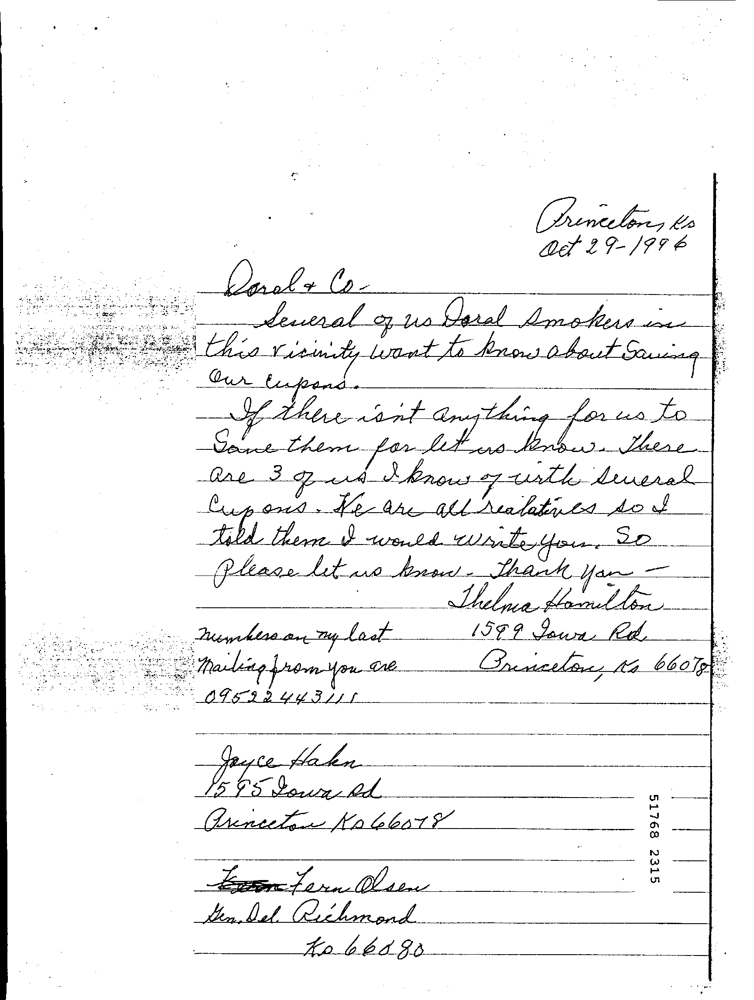 Princeton, Ks
Oct 29-1996
Doral & Co-
Several of us Doral Smokers in
this vicinity want to know about Saving
Our Cupons.
If there isn't anything for us to
Save them for let us know. There
are 3 of us I know of with several
Cupons. We are all realatives so I
told them I would write you. So
Please let us know. Thank you -
Thelma Hamilton
1599 Iowa Rd.
Princeton, Ks 66078
numbers on my last
Mailing from you are
09522443111
Joyce Hahn
1595 Iowa Rd
Princeton Ks 66078
Fern Olsen
Gen. Del. Richmond
Ks 66080
51768 2315